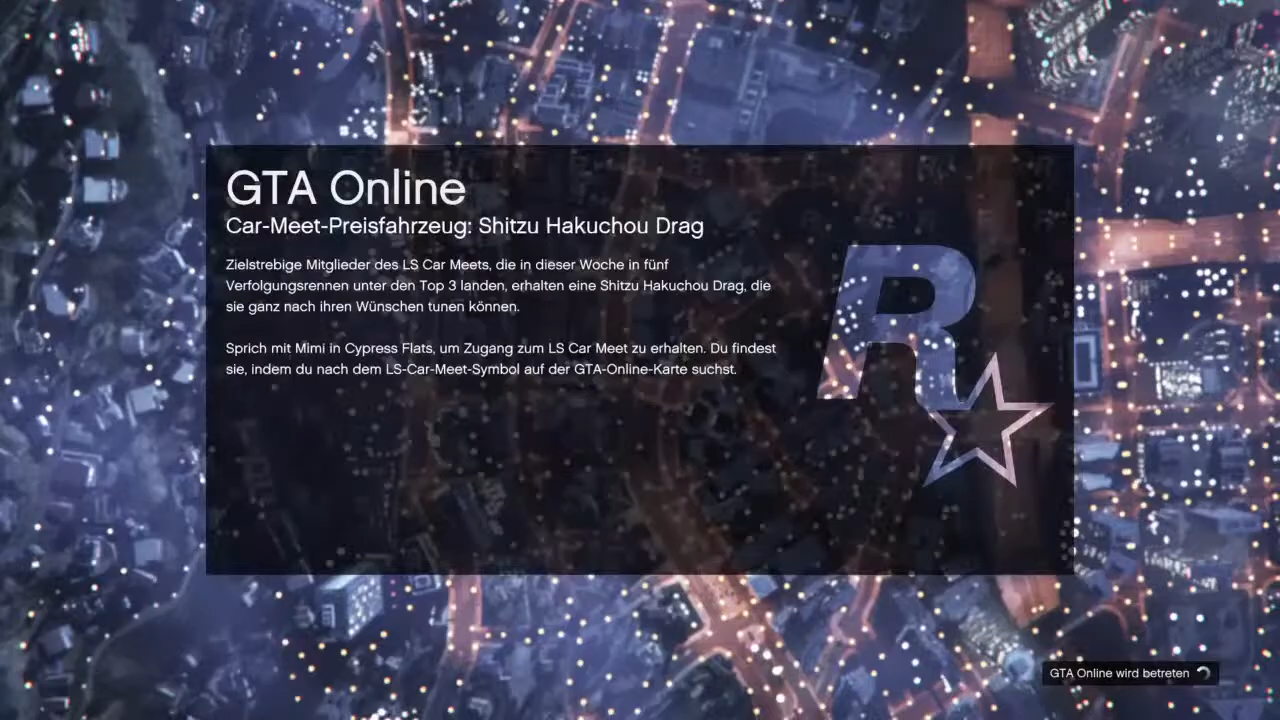 GTA Online
Car-Meet-Preisfahrzeug: Shitzu Hakuchou Drag
Zielstrebige Mitglieder des LS Car Meets, die in dieser Woche in fünf
Verfolgungsrennen unter den Top 3 landen, erhalten eine Shitzu Hakuchou Drag, die
sie ganz nach ihren Wünschen tunen können.
Sprich mit Mimi in Cypress Flats, um Zugang zum LS Car Meet zu erhalten. Du findest
sie, indem du nach dem LS-Car-Meet-Symbol auf der GTA-Online-Karte suchst.
R
GTA Online wird betreten